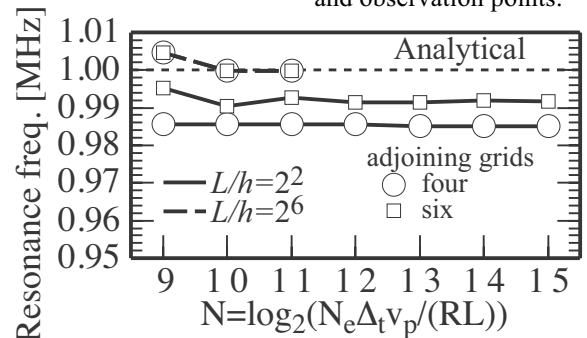 and observation points.
Resonance freq. [MHz]
1.01
1.00
0.99
0.98
0.97
0.96
0.95
Analytical
L/h=2²
L/h=2⁶
adjoining grids
four
six
9 10 11 12 13 14 15
N=log₂(NₑΔₜvₚ/(RL))